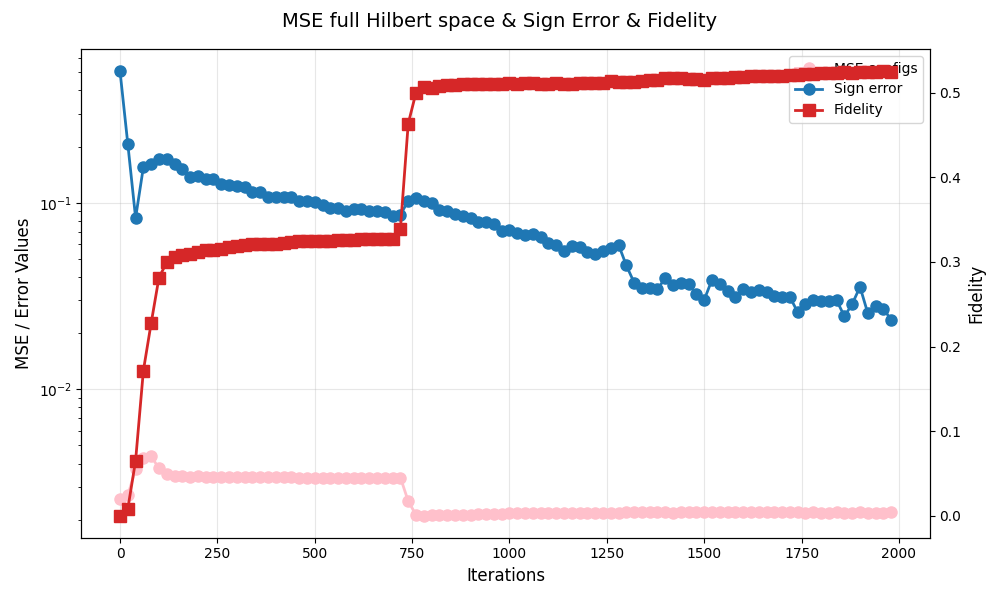 MSE full Hilbert space & Sign Error & Fidelity
MSE configs
Sign error
Fidelity
MSE / Error Values
10⁻¹
10⁻²
0.5
0.4
0.3
0.2
0.1
0.0
Fidelity
0 250 500 750 1000 1250 1500 1750 2000
Iterations